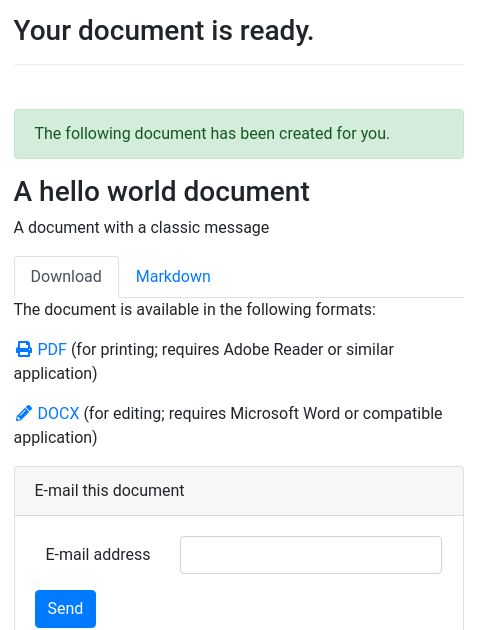 Your document is ready.
The following document has been created for you.
A hello world document
A document with a classic message
Download Markdown
The document is available in the following formats:
PDF (for printing; requires Adobe Reader or similar
application)
DOCX (for editing; requires Microsoft Word or compatible
application)
E-mail this document
E-mail address
Send